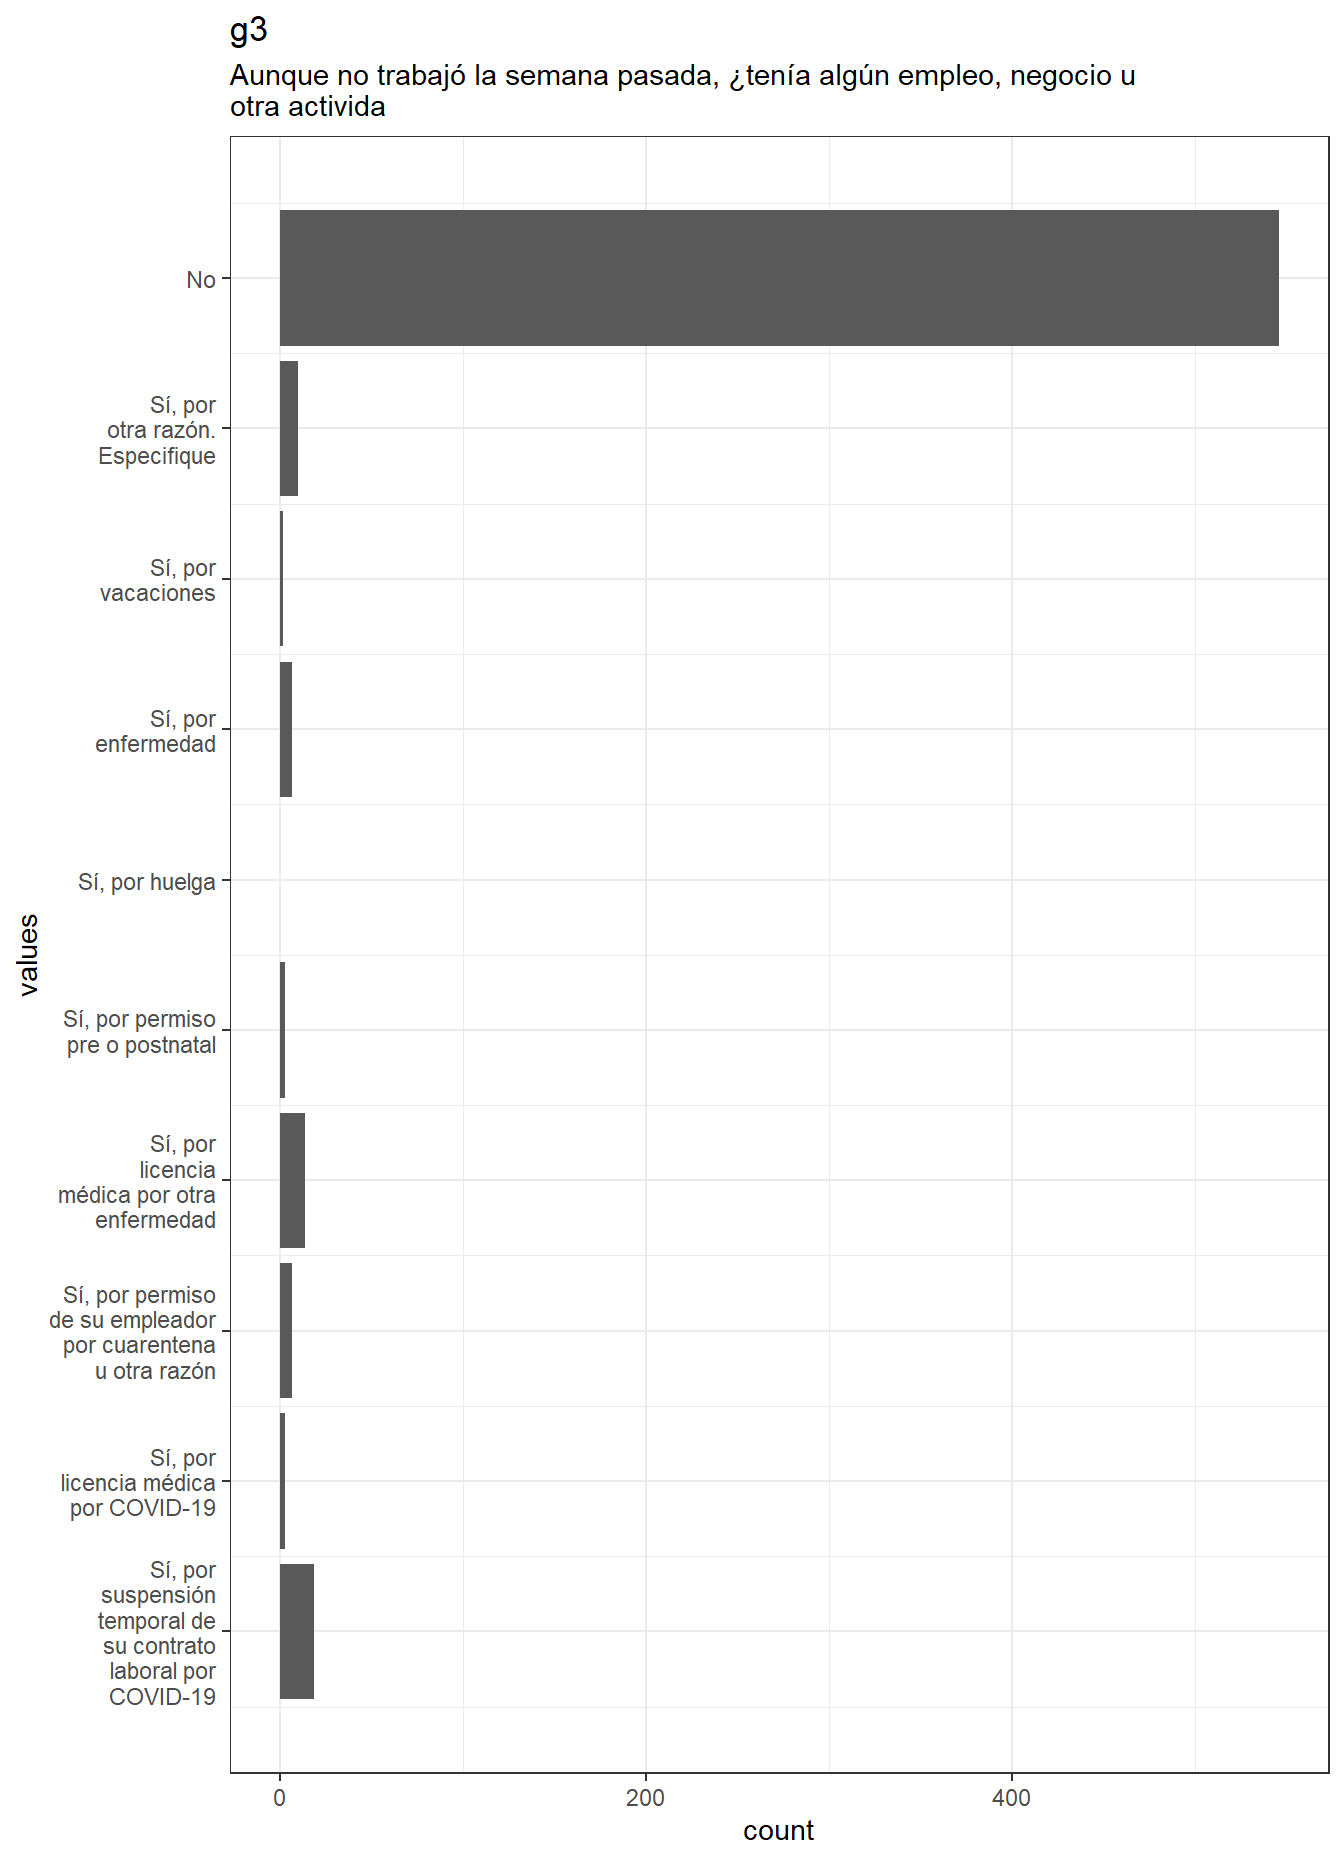 g3
Aunque no trabajó la semana pasada, ¿tenía algún empleo, negocio u
otra activida
values
No
Sí, por
otra razón.
Especifique
Sí, por
vacaciones
Sí, por
enfermedad
Sí, por huelga
Sí, por permiso
pre o postnatal
Sí, por
licencia
médica por otra
enfermedad
Sí, por permiso
de su empleador
por cuarentena
u otra razón
Sí, por
licencia médica
por COVID-19
Sí, por
suspensión
temporal de
su contrato
laboral por
COVID-19
0 200 400
count